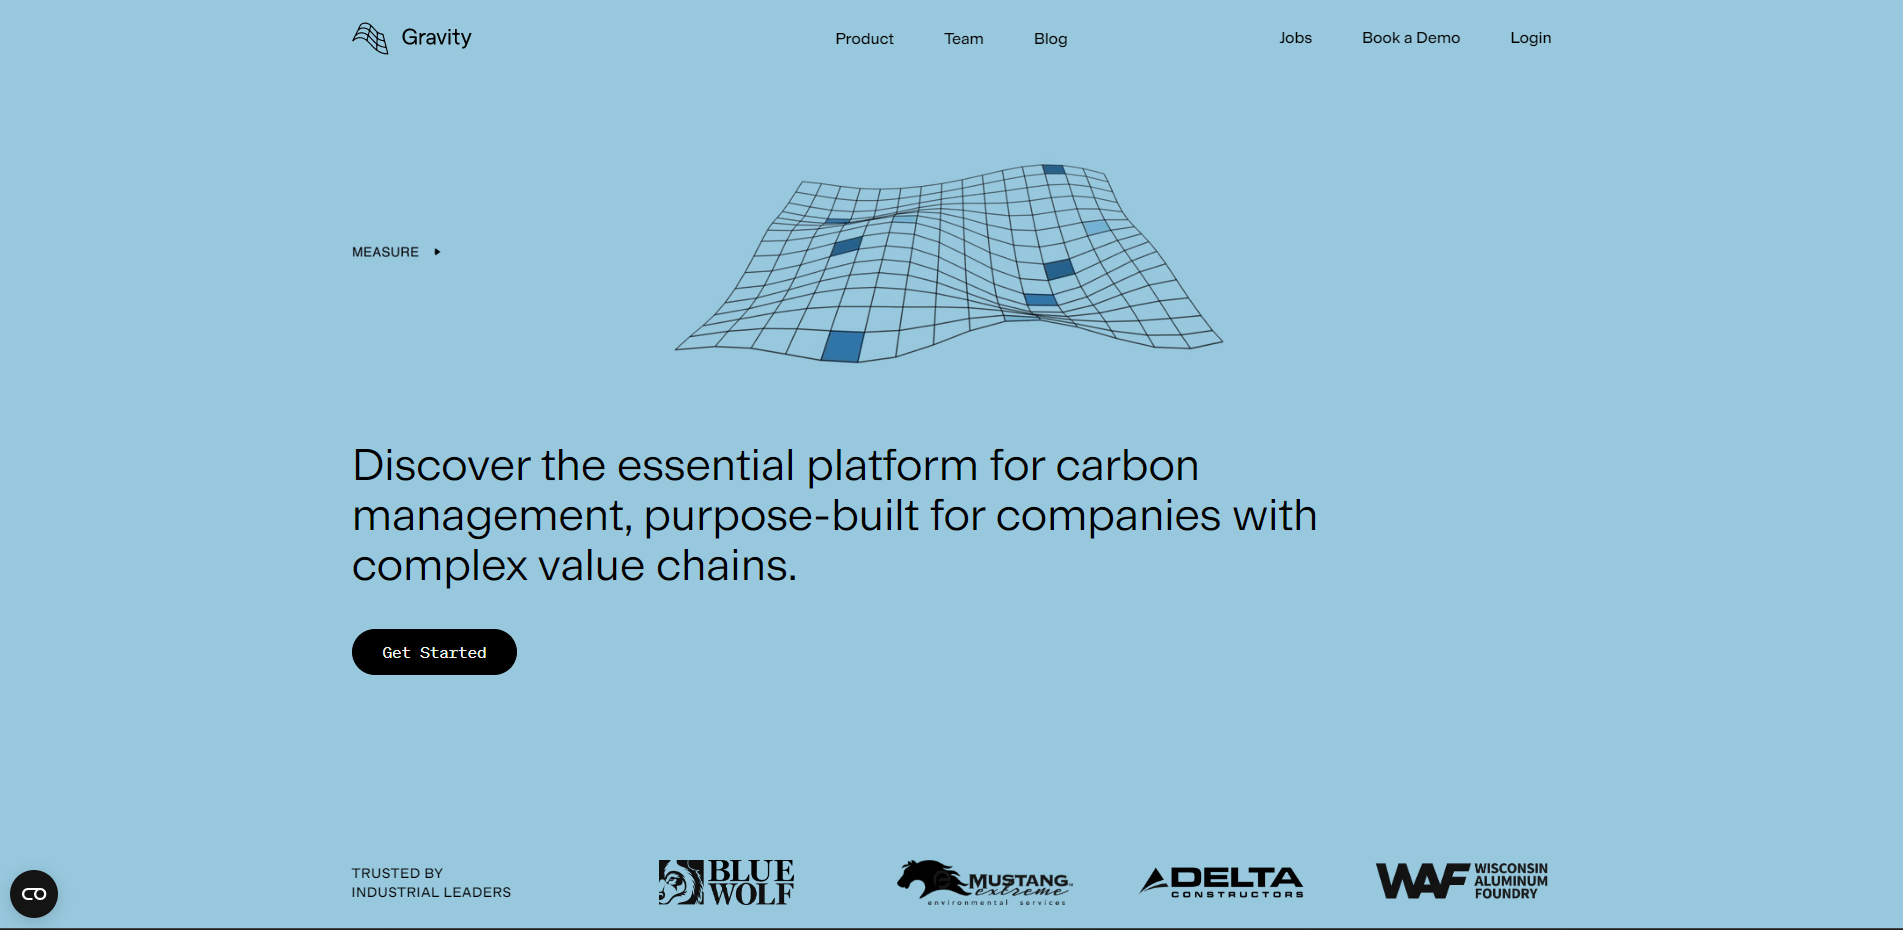 Gravity
Product
Team
Blog
Jobs
Book a Demo
Login
MEASURE
Discover the essential platform for carbon
management, purpose-built for companies with
complex value chains.
Get Started
TRUSTED BY
INDUSTRIAL LEADERS
BLUE
WOLF
MUSTANG
extreme
environmental services
DELTA
CONSTRUCTORS
WAF
WISCONSIN
ALUMINUM
FOUNDRY